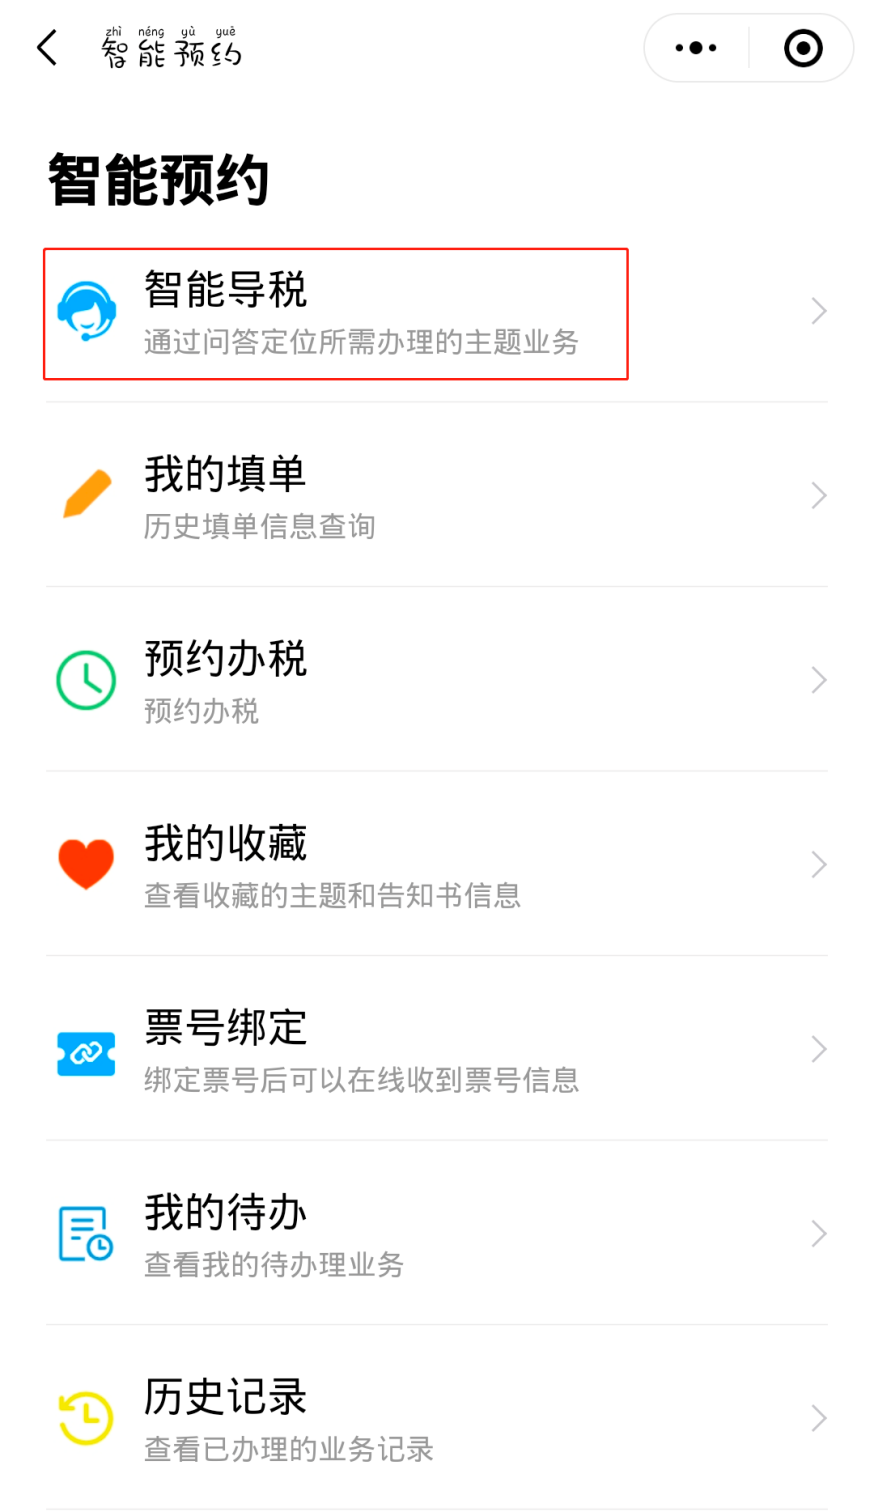 zhì néng yù yuē
智能预约
智能预约
智能导税
通过问答定位所需办理的主题业务
我的填单
历史填单信息查询
预约办税
预约办税
我的收藏
查看收藏的主题和告知书信息
票号绑定
绑定票号后可以在线收到票号信息
我的待办
查看我的待办理业务
历史记录
查看已办理的业务记录